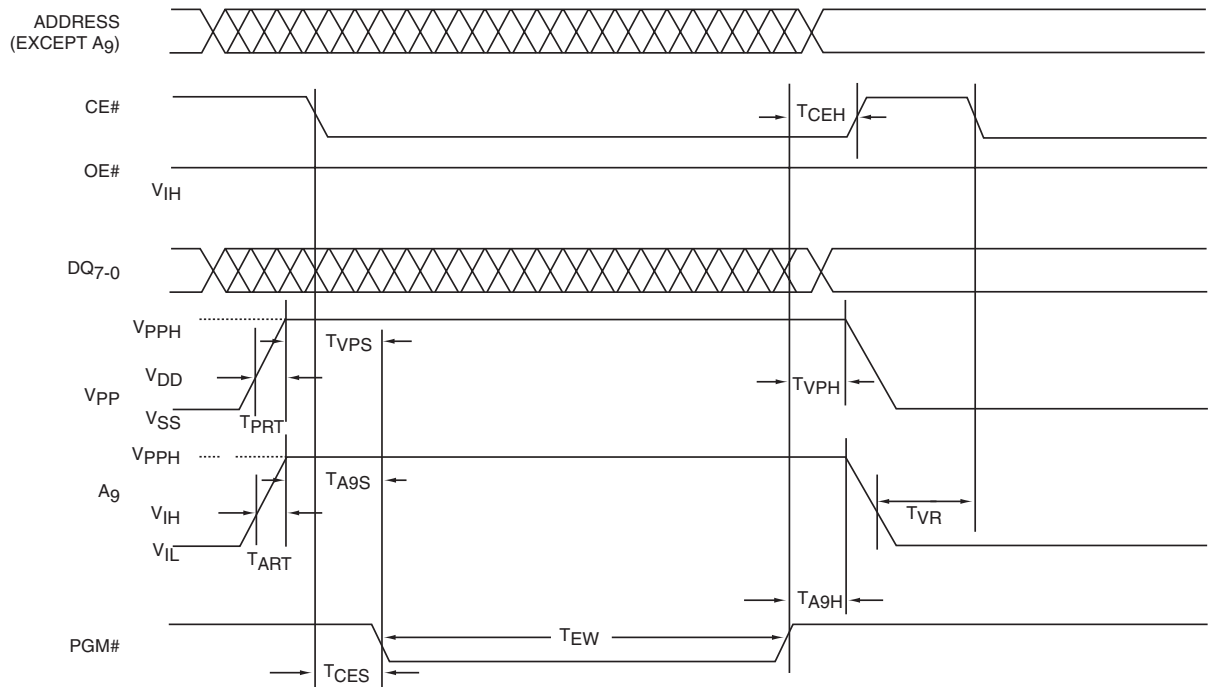 ADDRESS
(EXCEPT A9)
CE#
TCEH
OE#
VIH
DQ7-0
VPPH
TVPS
VDD
TVPH
VPP
VSS
TPRT
VPPH
TA9S
A9
VIH
TVR
VIL
TART
TA9H
TEW
PGM#
TCES